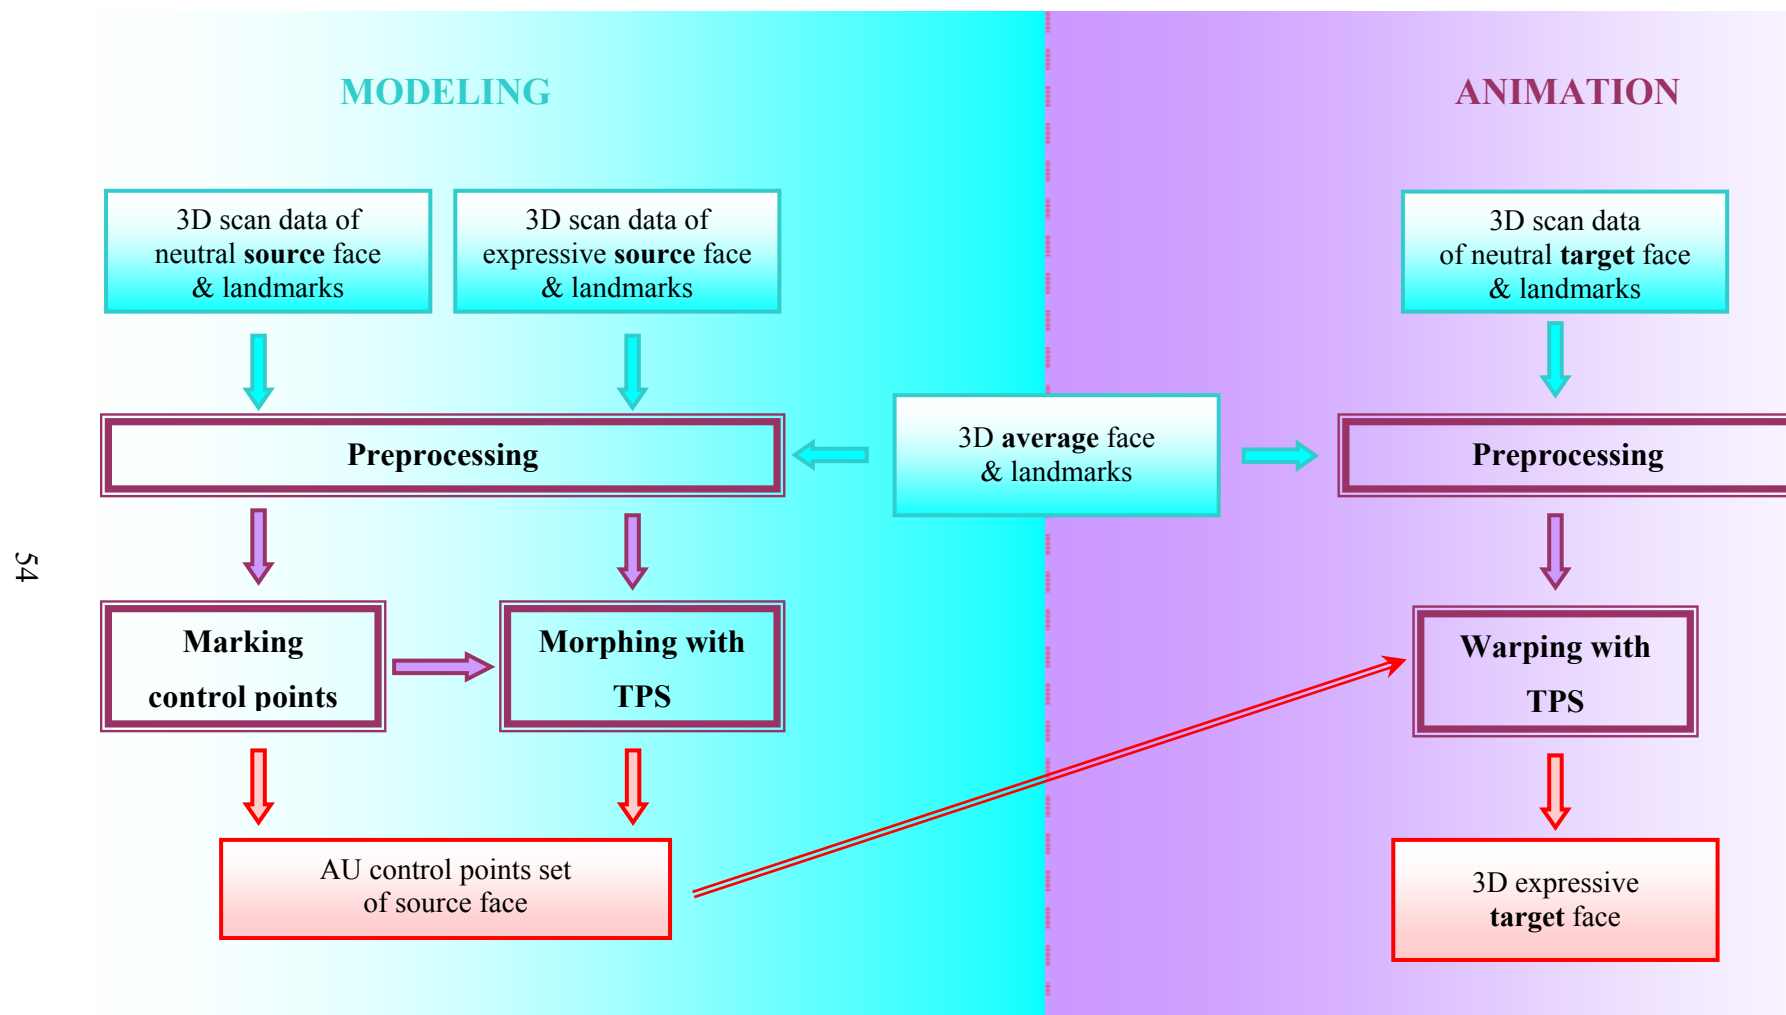 MODELING
ANIMATION
3D scan data of
neutral source face
& landmarks
3D scan data of
expressive source face
& landmarks
3D scan data
of neutral target face
& landmarks
Preprocessing
3D average face
& landmarks
Preprocessing
Marking
control points
Morphing with
TPS
Warping with
TPS
AU control points set
of source face
3D expressive
target face
54